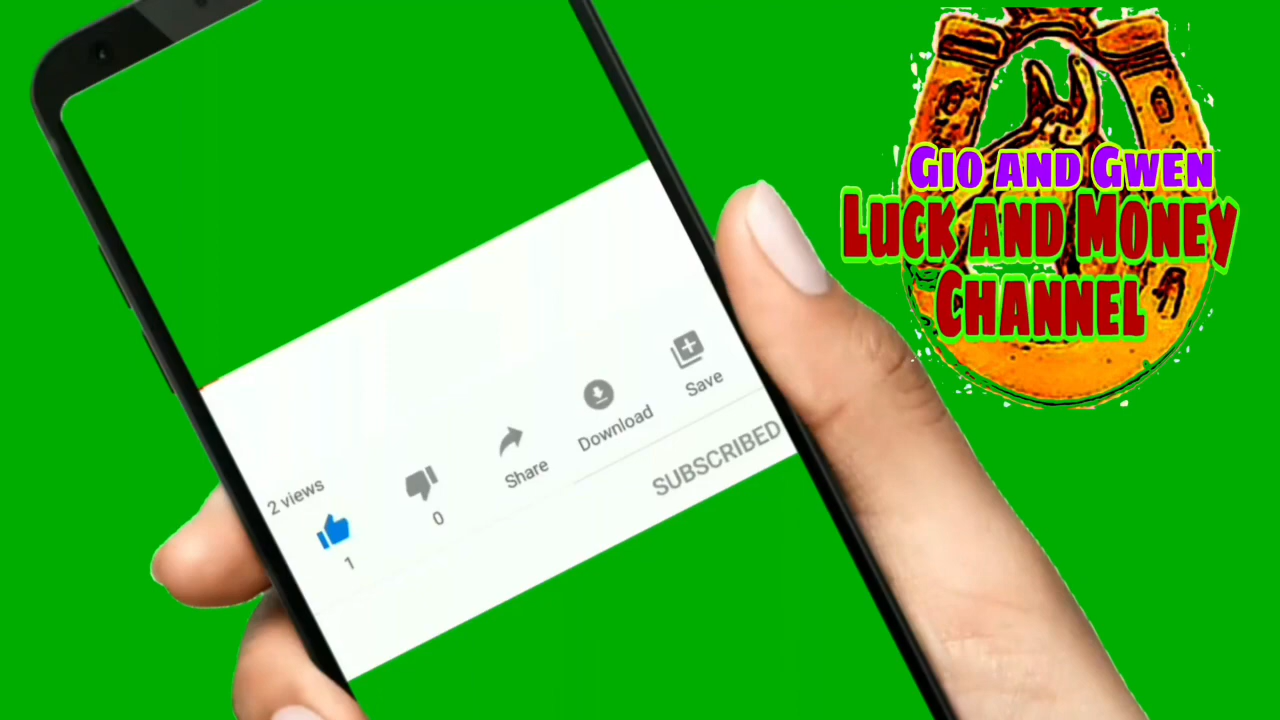 Gio and Gwen
Luck and Money
Channel
2 views
1
0
Share
Download
Save
SUBSCRIBED